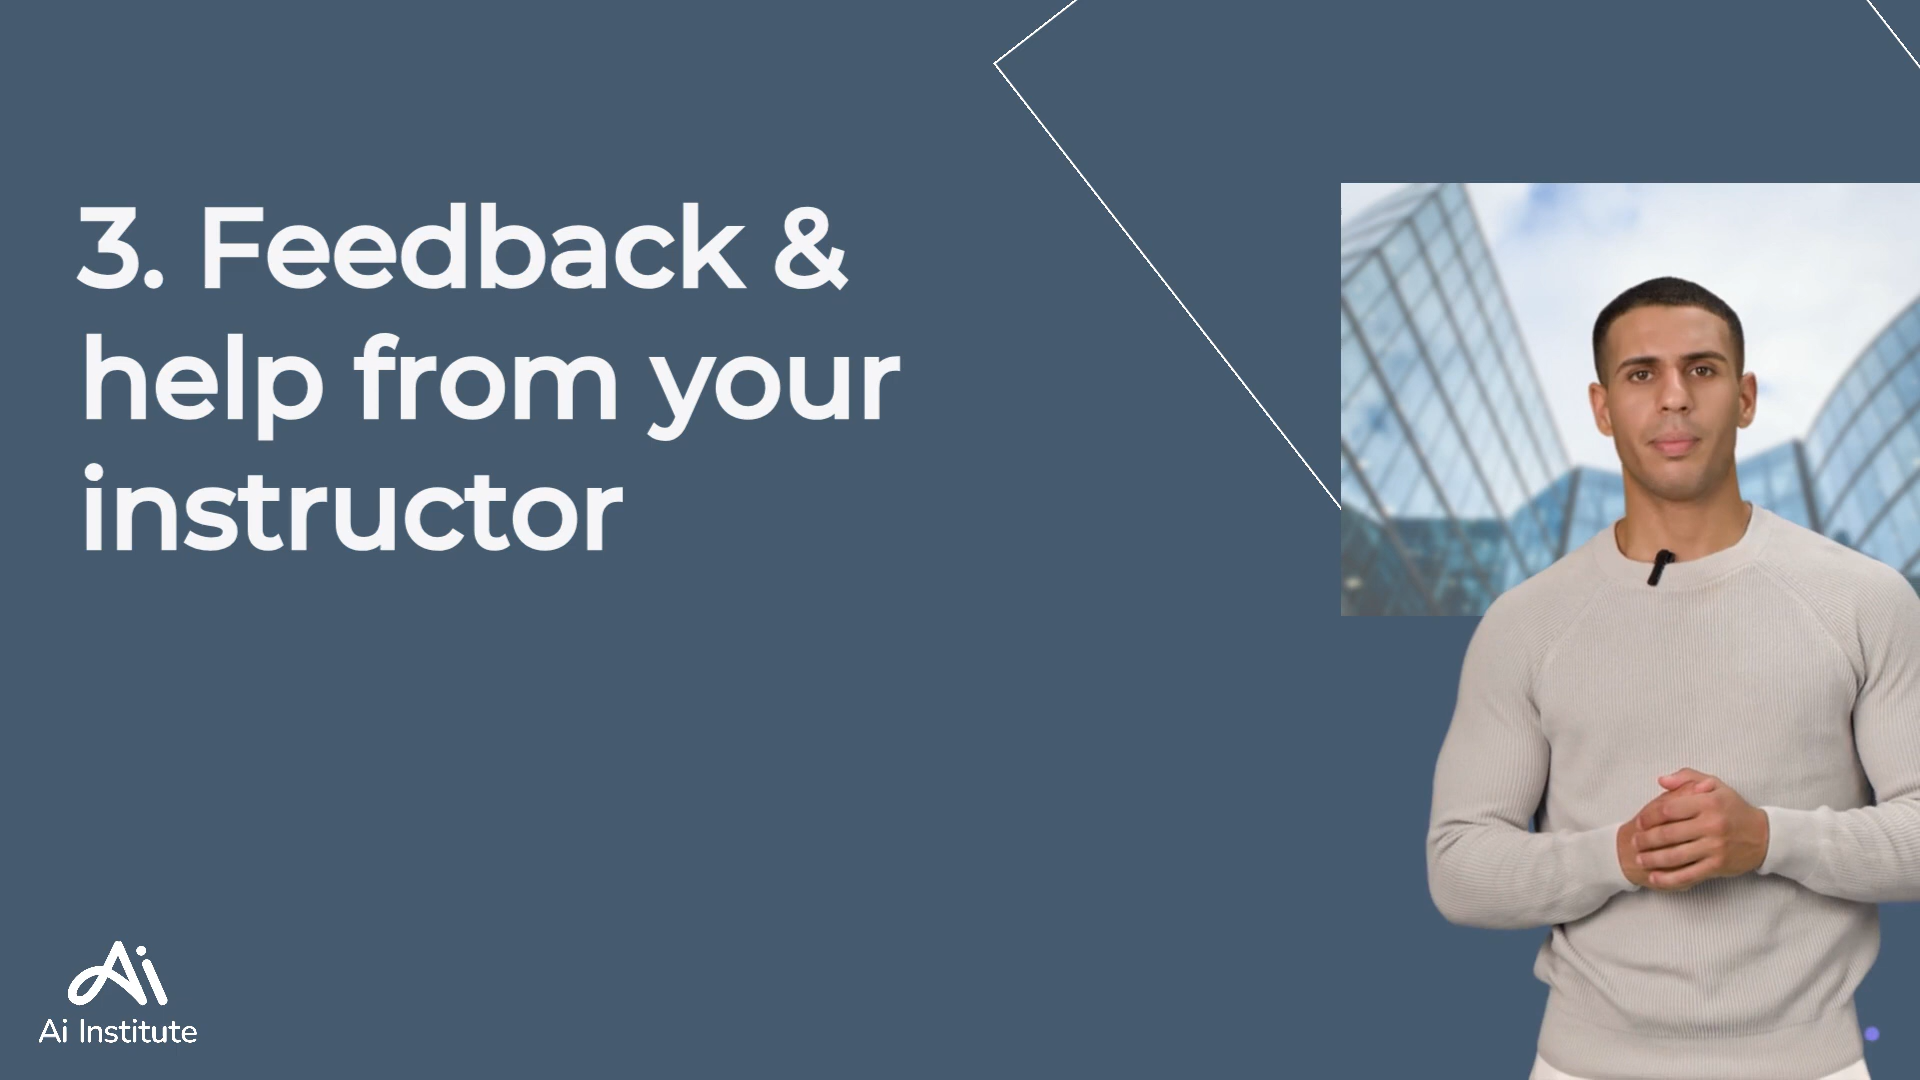 3. Feedback &
help from your
instructor
Ai
Ai Institute